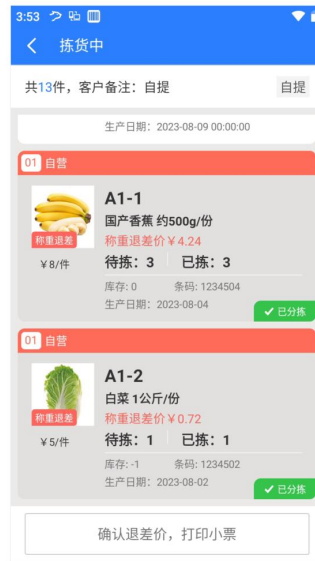 3:53
拣货中
共13件，客户备注：自提
自提
生产日期：2023-08-09 00:00:00
01 自营
A1-1
国产香蕉 约500g/份
称重退差
称重退差价￥4.24
￥8/件
待拣：3 已拣：3
库存: 0 条码: 1234504
生产日期：2023-08-04
已分拣
01 自营
A1-2
白菜 1公斤/份
称重退差
称重退差价￥0.72
￥5/件
待拣：1 已拣：1
库存: -1 条码: 1234502
生产日期：2023-08-02
已分拣
确认退差价，打印小票